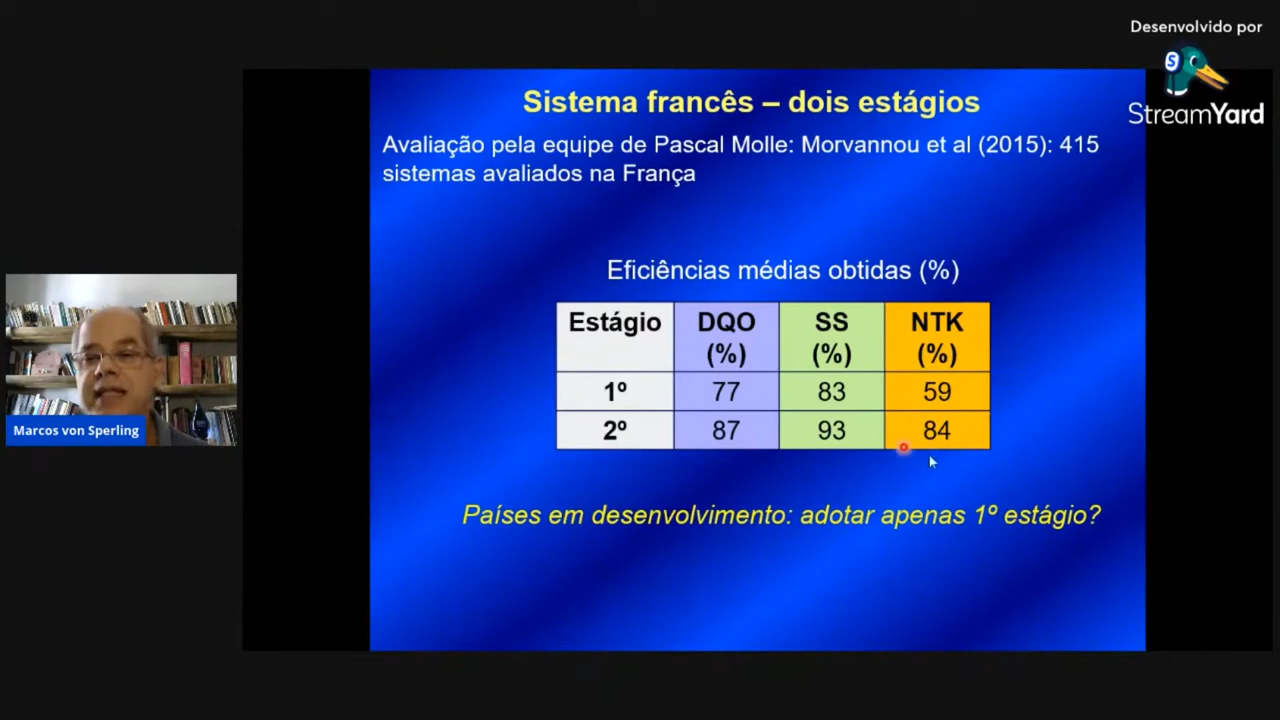 Desenvolvido por
StreamYard
Sistema francês – dois estágios
Avaliação pela equipe de Pascal Molle: Morvannou et al (2015): 415
sistemas avaliados na França
Eficiências médias obtidas (%)
Estágio DQO (%) SS (%) NTK (%)
1º 77 83 59
2º 87 93 84
Países em desenvolvimento: adotar apenas 1º estágio?
Marcos von Sperling